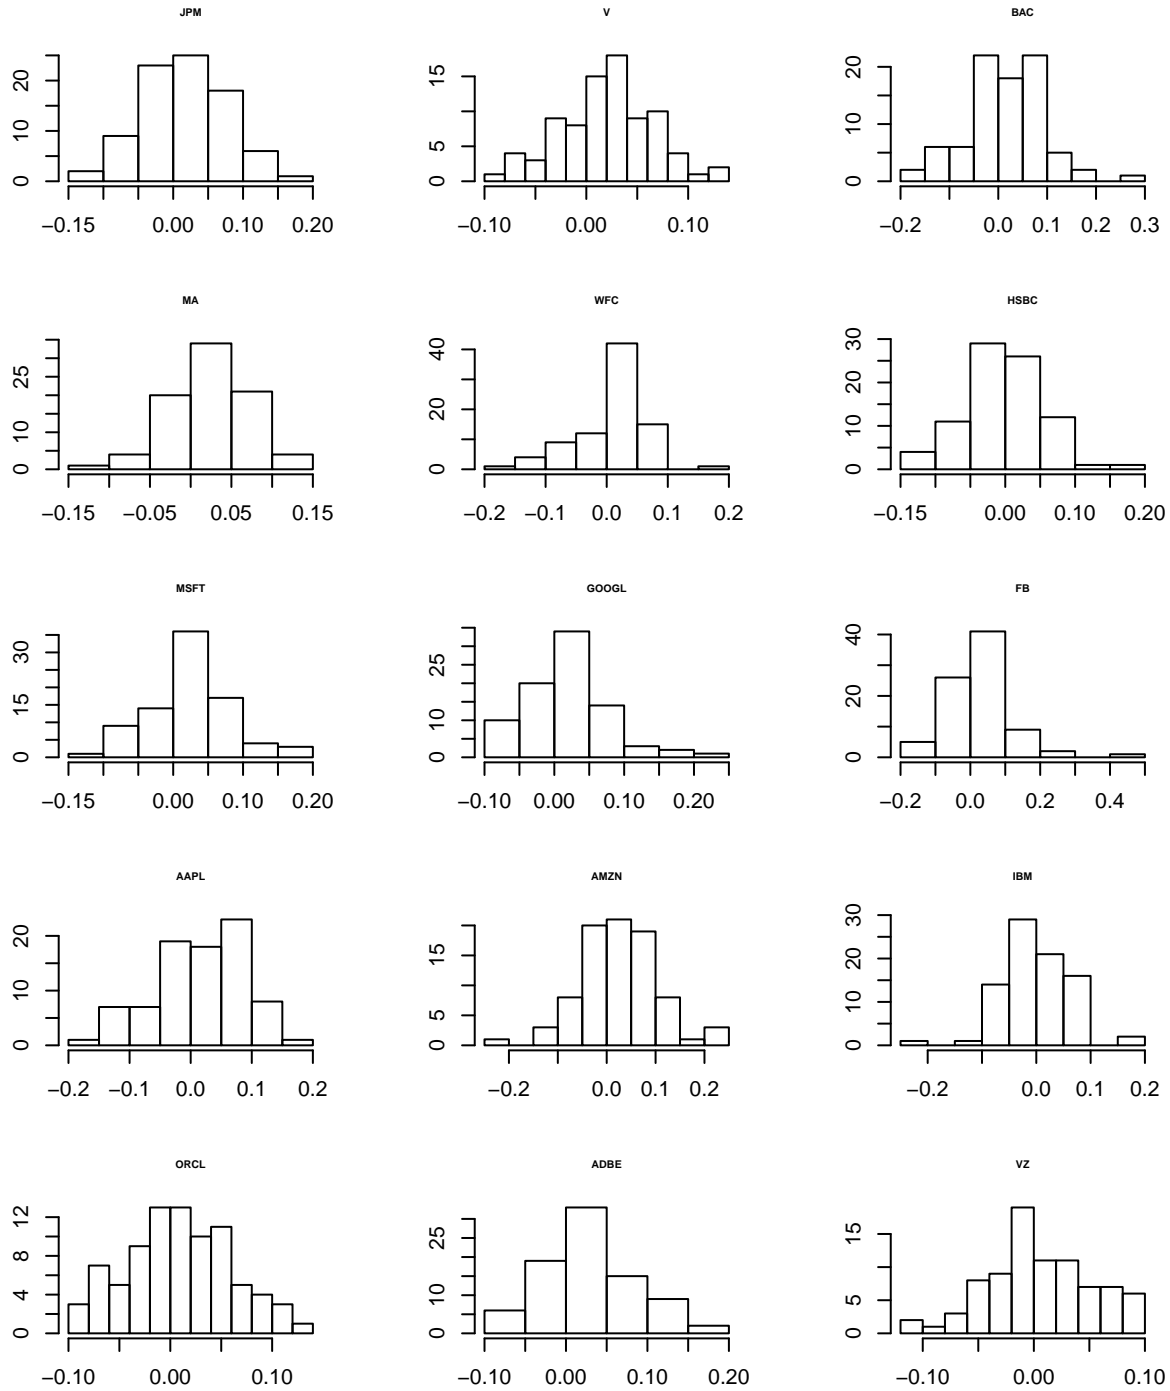 JPM V BAC
0 10 20
−0.15 0.00 0.10 0.20
0 5 15
−0.10 0.00 0.10
0 10 20
−0.2 0.0 0.1 0.2 0.3
MA WFC HSBC
0 10 25
−0.15 −0.05 0.05 0.15
0 20 40
−0.2 −0.1 0.0 0.1 0.2
0 10 20 30
−0.15 0.00 0.10 0.20
MSFT GOOGL FB
0 15 30
−0.15 0.00 0.10 0.20
0 10 25
−0.10 0.00 0.10 0.20
0 20 40
−0.2 0.0 0.2 0.4
AAPL AMZN IBM
0 10 20
−0.2 −0.1 0.0 0.1 0.2
0 5 15
−0.2 0.0 0.1 0.2
0 10 20 30
−0.2 0.0 0.1 0.2
ORCL ADBE VZ
0 4 8 12
−0.10 0.00 0.10
0 10 25
−0.10 0.00 0.10 0.20
0 5 15
−0.10 0.00 0.10